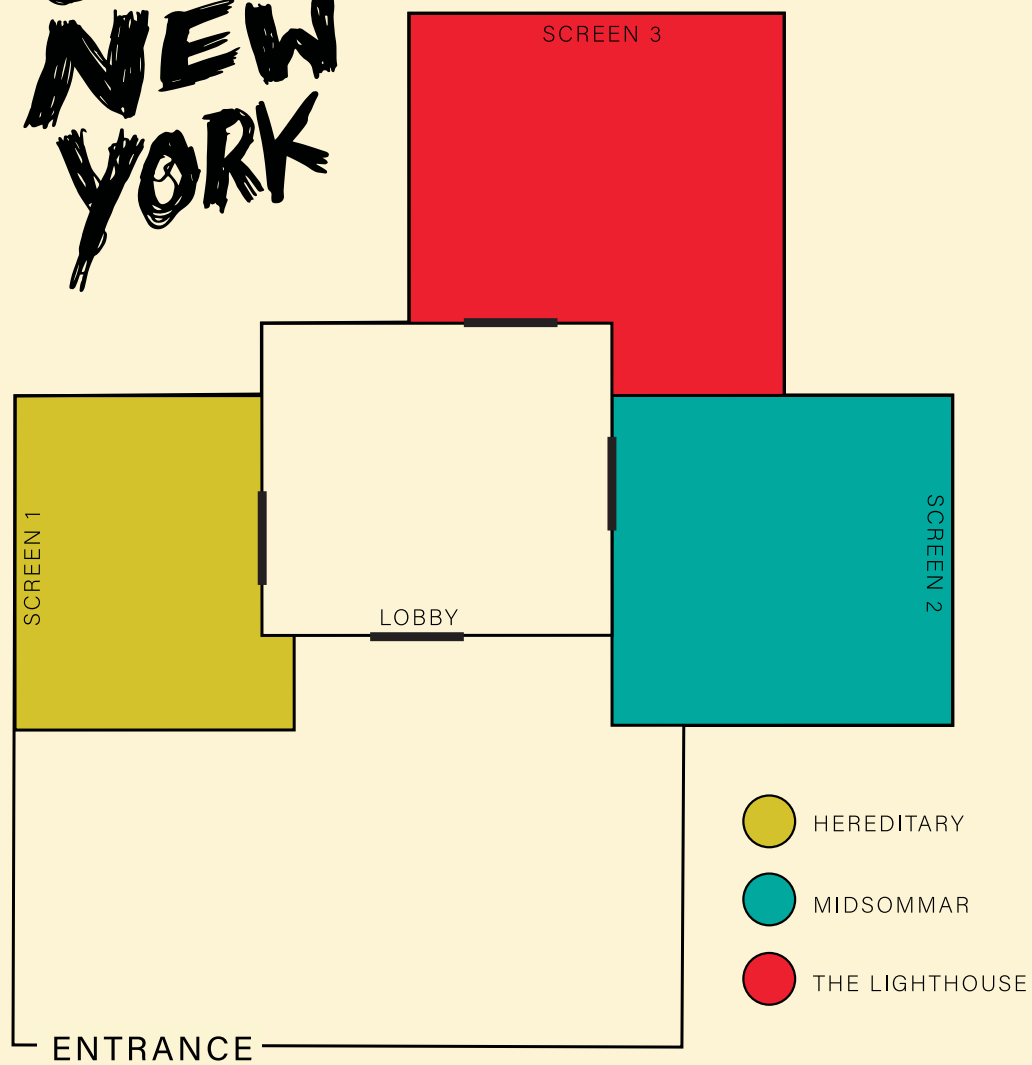 NEW
YORK
SCREEN 3
SCREEN 1
LOBBY
SCREEN 2
HEREDITARY
MIDSOMMAR
THE LIGHTHOUSE
ENTRANCE